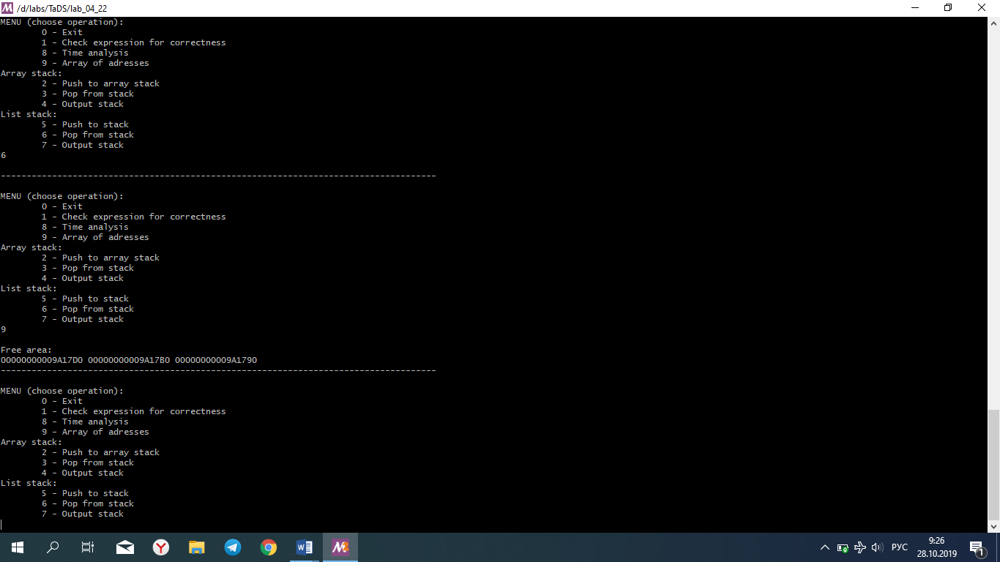 /d/labs/TaDS/lab_04_22
MENU (choose operation):
0 - Exit
1 - Check expression for correctness
8 - Time analysis
9 - Array of adresses
Array stack:
2 - Push to array stack
3 - Pop from stack
4 - Output stack
List stack:
5 - Push to stack
6 - Pop from stack
7 - Output stack
6
-------------------------------------------------------------------------------------
MENU (choose operation):
0 - Exit
1 - Check expression for correctness
8 - Time analysis
9 - Array of adresses
Array stack:
2 - Push to array stack
3 - Pop from stack
4 - Output stack
List stack:
5 - Push to stack
6 - Pop from stack
7 - Output stack
9
Free area:
00000000009A17D0 00000000009A17B0 00000000009A1790
-------------------------------------------------------------------------------------
MENU (choose operation):
0 - Exit
1 - Check expression for correctness
8 - Time analysis
9 - Array of adresses
Array stack:
2 - Push to array stack
3 - Pop from stack
4 - Output stack
List stack:
5 - Push to stack
6 - Pop from stack
7 - Output stack
РУС
9:26
28.10.2019
1